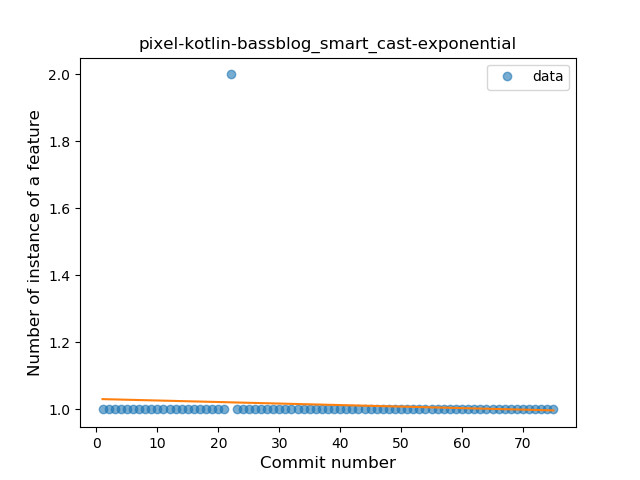 pixel-kotlin-bassblog_smart_cast-exponential
data
Number of instance of a feature
2.0
1.8
1.6
1.4
1.2
1.0
0 10 20 30 40 50 60 70
Commit number